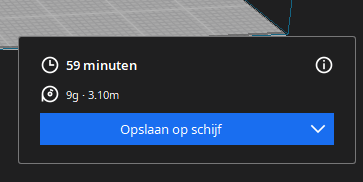 59 minuten
9g · 3.10m
Opslaan op schijf